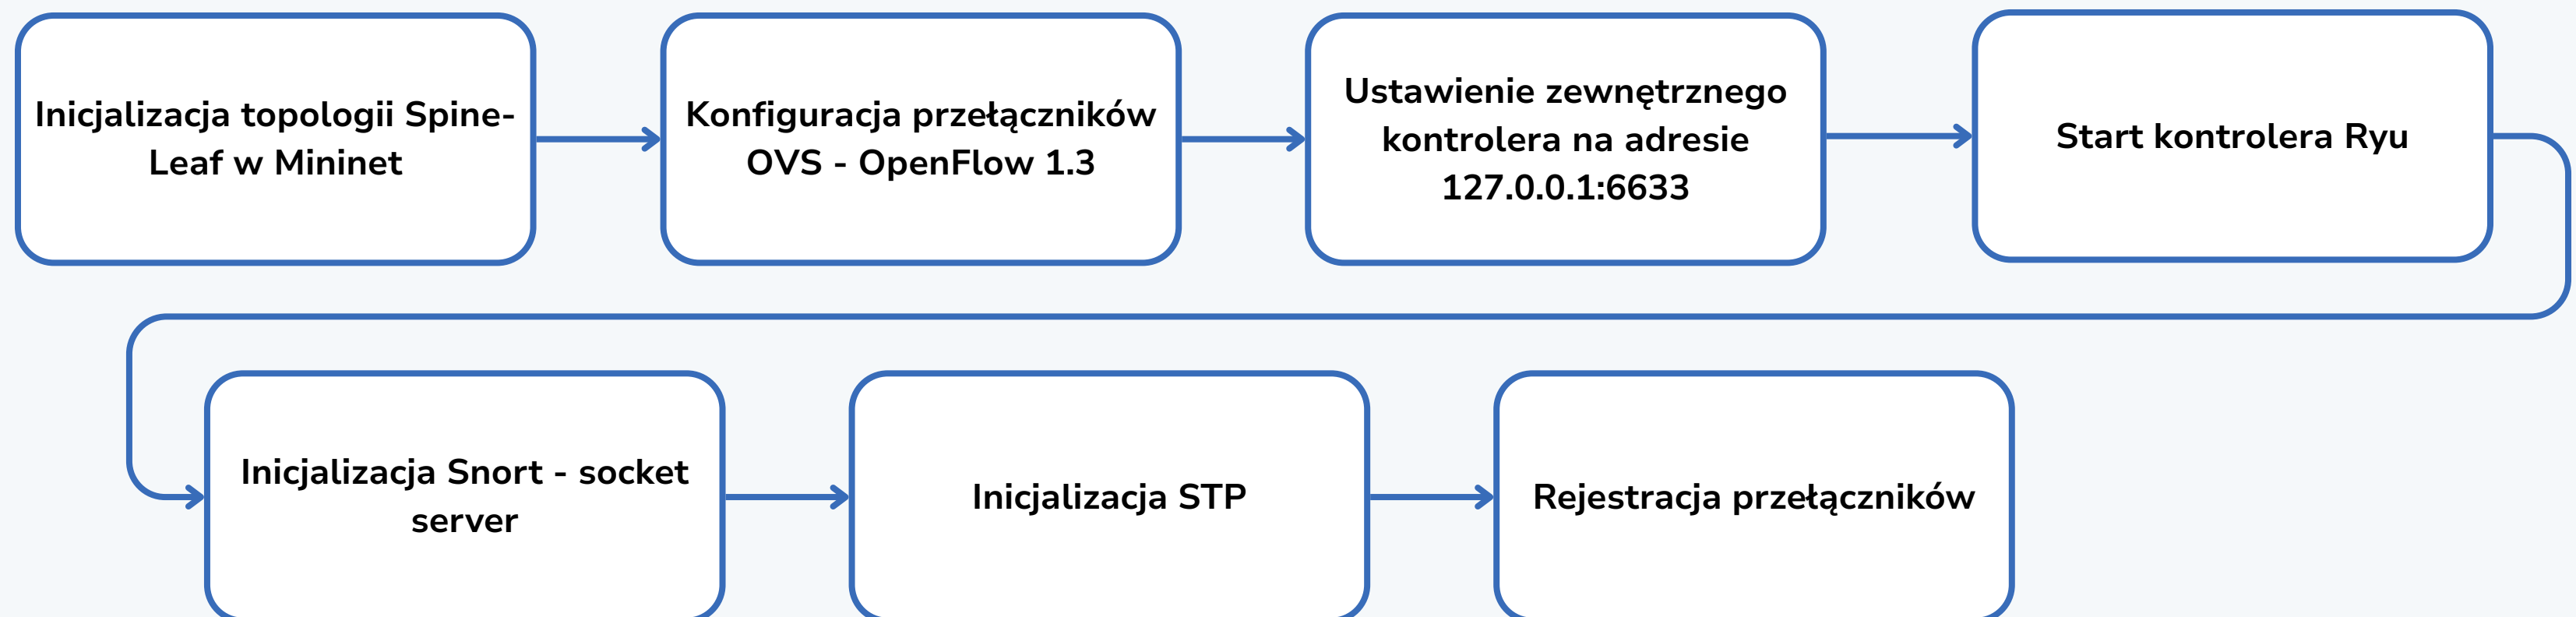 Inicjalizacja topologii Spine-
Leaf w Mininet
Konfiguracja przełączników
OVS - OpenFlow 1.3
Ustawienie zewnętrznego
kontrolera na adresie
127.0.0.1:6633
Start kontrolera Ryu
Inicjalizacja Snort - socket
server
Inicjalizacja STP
Rejestracja przełączników